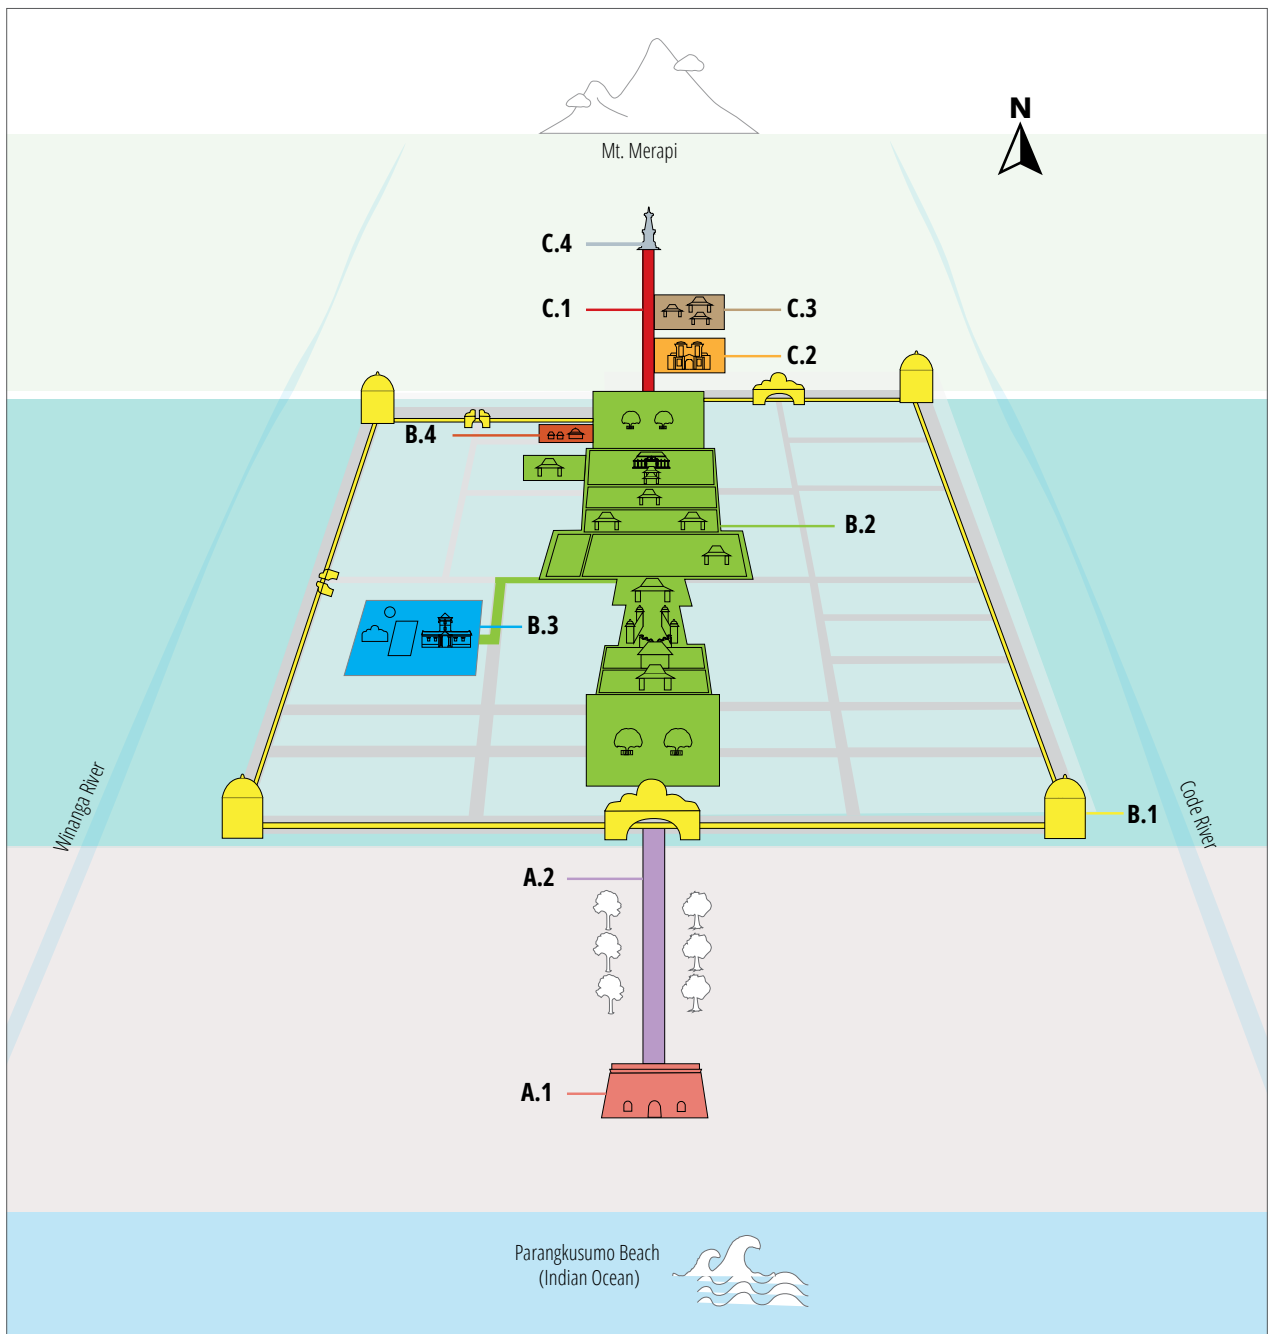 N
Mt. Merapi
C.4
C.1
C.3
C.2
B.4
B.2
B.3
Winanga River
Code River
B.1
A.2
A.1
Parangkusumo Beach
(Indian Ocean)